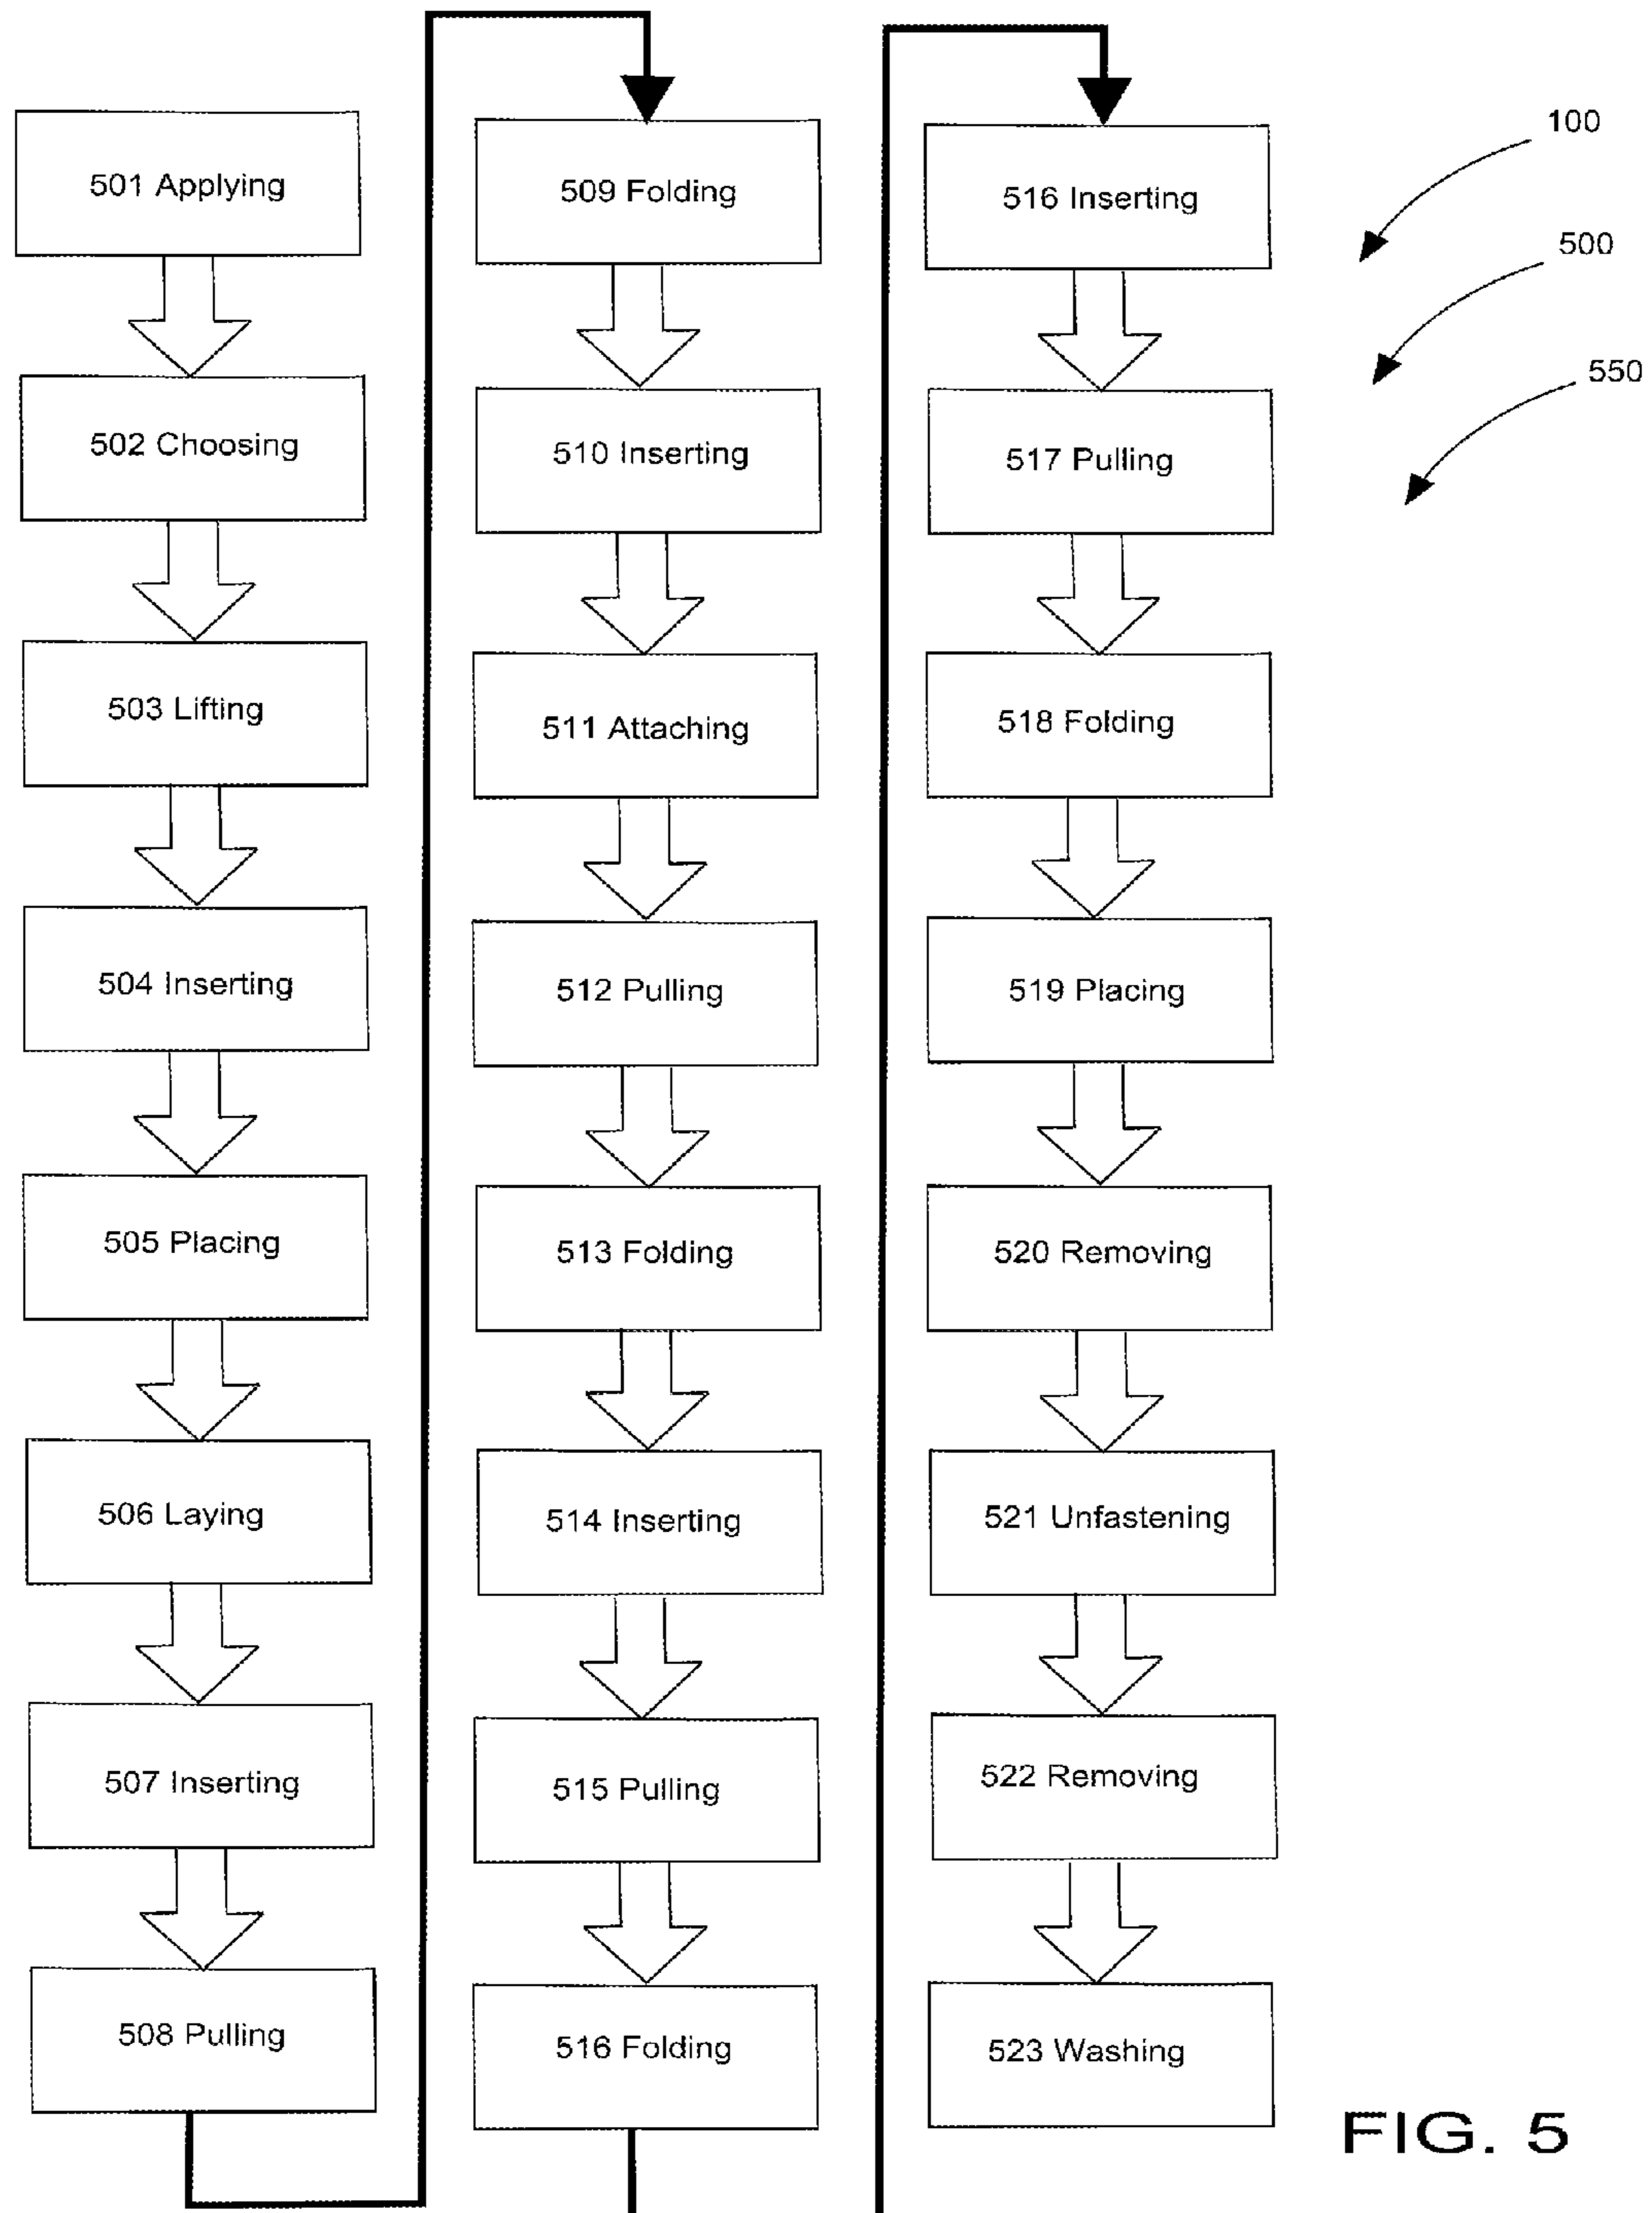 501 Applying
502 Choosing
503 Lifting
504 Inserting
505 Placing
506 Laying
507 Inserting
508 Pulling
509 Folding
510 Inserting
511 Attaching
512 Pulling
513 Folding
514 Inserting
515 Pulling
516 Folding
516 Inserting
517 Pulling
518 Folding
519 Placing
520 Removing
521 Unfastening
522 Removing
523 Washing
100
500
550
FIG. 5